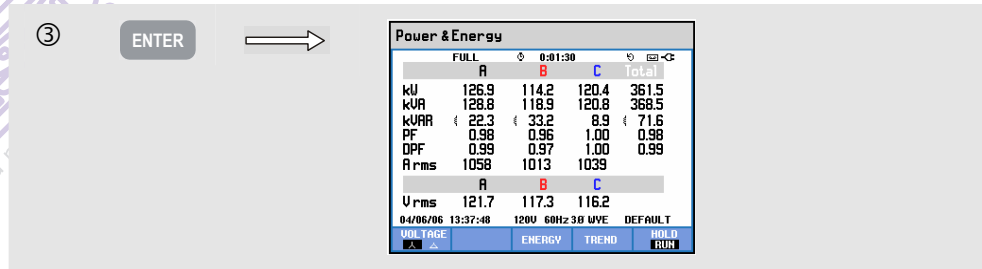 ③ ENTER
Power & Energy
FULL 0:01:30
A B C Total
kW 126.9 114.2 120.4 361.5
kVA 128.8 118.9 120.8 368.5
kVAR 22.3 33.2 8.9 71.6
PF 0.98 0.96 1.00 0.98
DPF 0.99 0.97 1.00 0.99
A rms 1058 1013 1039
A B C
V rms 121.7 117.3 116.2
04/06/06 13:37:48 120V 60Hz 3Ø WYE DEFAULT
VOLTAGE ENERGY TREND HOLD
RUN